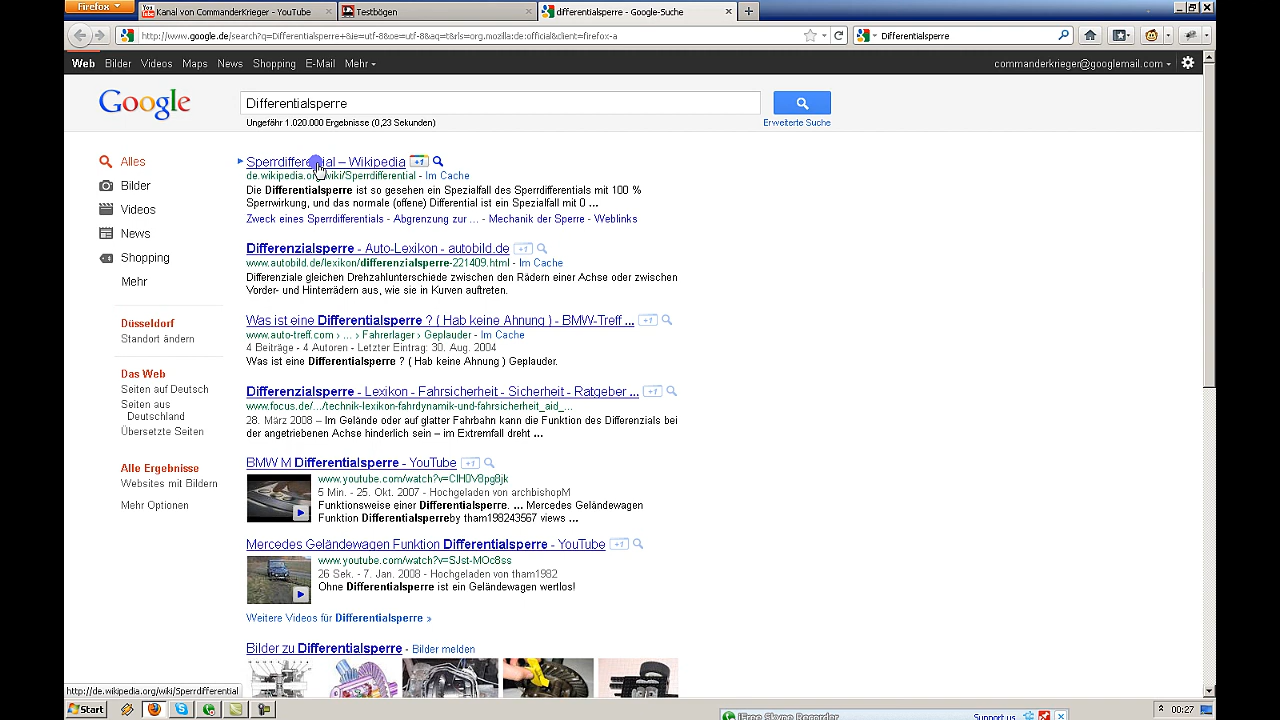 Firefox
Kanal von CommanderKrieger - YouTube
Testbögen
differentialsperre - Google-Suche
http://www.google.de/search?q=Differentialsperre+&ie=utf-8&oe=utf-8&aq=t&rls=org.mozilla:de:official&client=firefox-a
Differentialsperre
Web Bilder Videos Maps News Shopping E-Mail Mehr
commanderkrieger@googlemail.com
Google
Differentialsperre
Ungefähr 1.020.000 Ergebnisse (0,23 Sekunden)
Erweiterte Suche
Alles
Bilder
Videos
News
Shopping
Mehr
Düsseldorf
Standort ändern
Das Web
Seiten auf Deutsch
Seiten aus
Deutschland
Übersetzte Seiten
Alle Ergebnisse
Websites mit Bildern
Mehr Optionen
Sperrdifferential – Wikipedia +1
de.wikipedia.org/wiki/Sperrdifferential - Im Cache
Die Differentialsperre ist so gesehen ein Spezialfall des Sperrdifferentials mit 100 %
Sperrwirkung, und das normale (offene) Differential ist ein Spezialfall mit 0 ...
Zweck eines Sperrdifferentials - Abgrenzung zur ... - Mechanik der Sperre - Weblinks
Differenzialsperre - Auto-Lexikon - autobild.de +1
www.autobild.de/lexikon/differenzialsperre-221409.html - Im Cache
Differenziale gleichen Drehzahlunterschiede zwischen den Rädern einer Achse oder zwischen
Vorder- und Hinterrädern aus, wie sie in Kurven auftreten.
Was ist eine Differentialsperre ? ( Hab keine Ahnung ) - BMW-Treff ... +1
www.auto-treff.com › ... › Fahrerlager › Geplauder - Im Cache
4 Beiträge - 4 Autoren - Letzter Eintrag: 30. Aug. 2004
Was ist eine Differentialsperre ? ( Hab keine Ahnung ) Geplauder.
Differenzialsperre - Lexikon - Fahrsicherheit - Sicherheit - Ratgeber ... +1
www.focus.de/.../technik-lexikon-fahrdynamik-und-fahrsicherheit_aid_...
28. März 2008 – Im Gelände oder auf glatter Fahrbahn kann die Funktion des Differenzials bei
der angetriebenen Achse hinderlich sein – im Extremfall dreht ...
BMW M Differentialsperre - YouTube +1
www.youtube.com/watch?v=CIH0V8pg8jk
5 Min. - 25. Okt. 2007 - Hochgeladen von archbishopM
Funktionsweise einer Differentialsperre. ... Mercedes Geländewagen
Funktion Differentialsperreby tham198243567 views ...
Mercedes Geländewagen Funktion Differentialsperre - YouTube +1
www.youtube.com/watch?v=SJst-MOc8ss
26 Sek. - 7. Jan. 2008 - Hochgeladen von tham1982
Ohne Differentialsperre ist ein Geländewagen wertlos!
Weitere Videos für Differentialsperre »
Bilder zu Differentialsperre - Bilder melden
http://de.wikipedia.org/wiki/Sperrdifferential
Start
iFree Skype Recorder
Support us
00:27